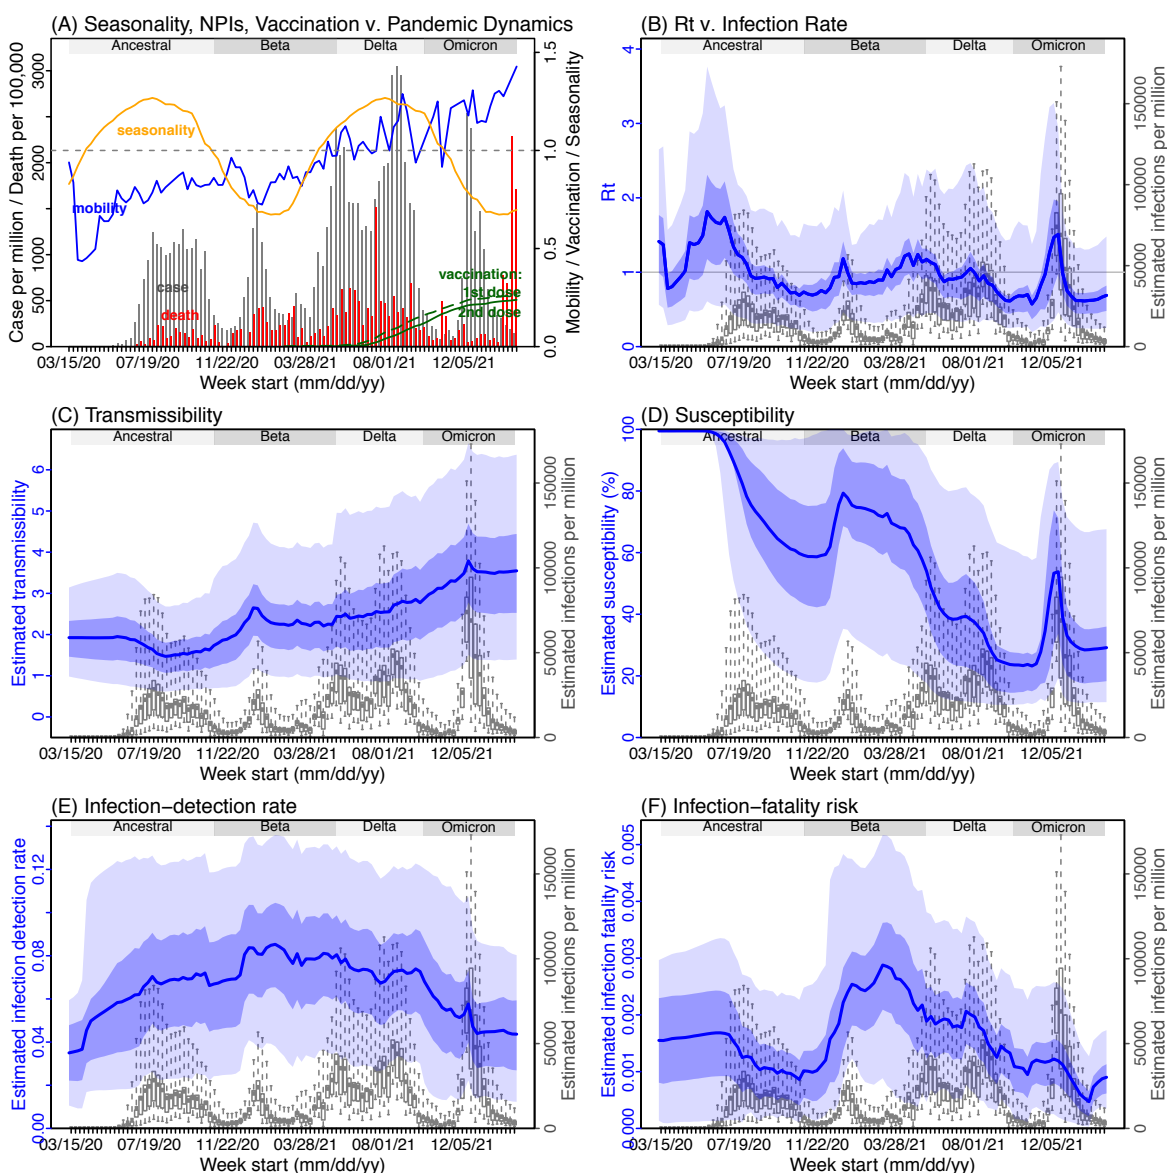 (A) Seasonality, NPIs, Vaccination v. Pandemic Dynamics
Ancestral Beta Delta Omicron
Case per million / Death per 100,000
0 500 1000 2000 3000
seasonality
mobility
case
death
vaccination:
1st dose
2nd dose
0.0 0.5 1.0 1.5
Mobility / Vaccination / Seasonality
03/15/20 07/19/20 11/22/20 03/28/21 08/01/21 12/05/21
Week start (mm/dd/yy)
(B) Rt v. Infection Rate
Ancestral Beta Delta Omicron
Rt
0 1 2 3 4
0 50000 100000 150000
Estimated infections per million
03/15/20 07/19/20 11/22/20 03/28/21 08/01/21 12/05/21
Week start (mm/dd/yy)
(C) Transmissibility
Ancestral Beta Delta Omicron
Estimated transmissibility
0 1 2 3 4 5 6
0 50000 100000 150000
Estimated infections per million
03/15/20 07/19/20 11/22/20 03/28/21 08/01/21 12/05/21
Week start (mm/dd/yy)
(D) Susceptibility
Ancestral Beta Delta Omicron
Estimated susceptibility (%)
0 20 40 60 80 100
0 50000 100000 150000
Estimated infections per million
03/15/20 07/19/20 11/22/20 03/28/21 08/01/21 12/05/21
Week start (mm/dd/yy)
(E) Infection−detection rate
Ancestral Beta Delta Omicron
Estimated infection detection rate
0.00 0.04 0.08 0.12
0 50000 100000 150000
Estimated infections per million
03/15/20 07/19/20 11/22/20 03/28/21 08/01/21 12/05/21
Week start (mm/dd/yy)
(F) Infection−fatality risk
Ancestral Beta Delta Omicron
Estimated infection fatality risk
0.000 0.001 0.002 0.003 0.004 0.005
0 50000 100000 150000
Estimated infections per million
03/15/20 07/19/20 11/22/20 03/28/21 08/01/21 12/05/21
Week start (mm/dd/yy)